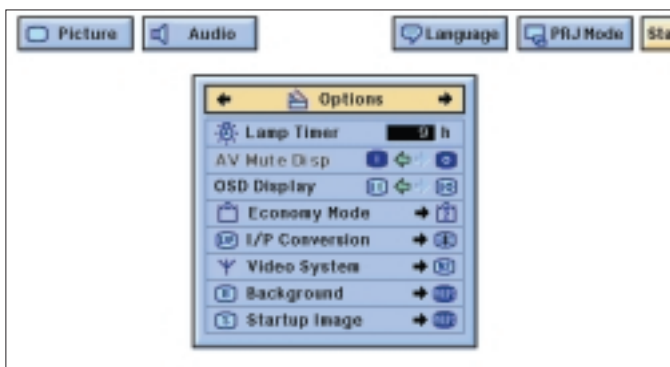 Picture Audio Language PRJ Mode Sta
Options
Lamp Timer 9 h
AV Mute Disp
OSD Display
Economy Mode
I/P Conversion
Video System
Background
Startup Image